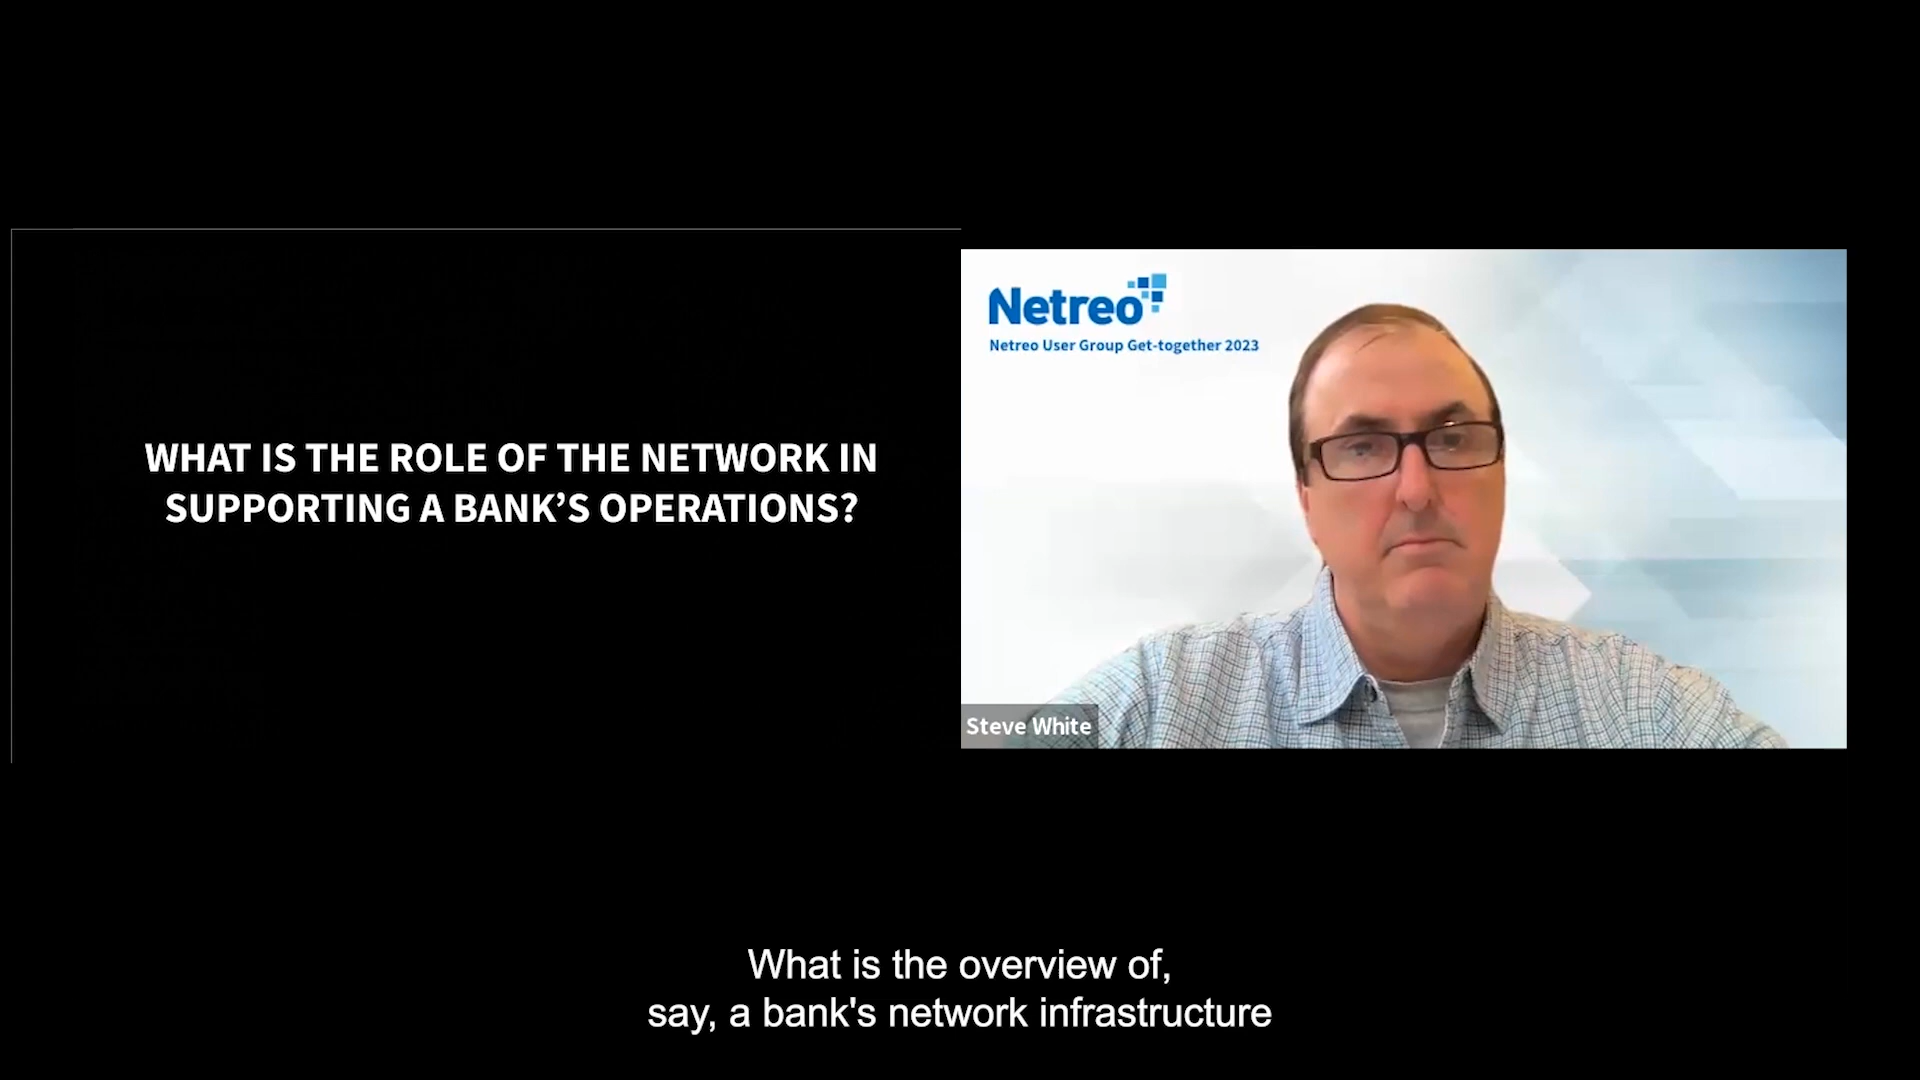 WHAT IS THE ROLE OF THE NETWORK IN
SUPPORTING A BANK’S OPERATIONS?
Netreo
Netreo User Group Get-together 2023
Steve White
What is the overview of,
say, a bank's network infrastructure